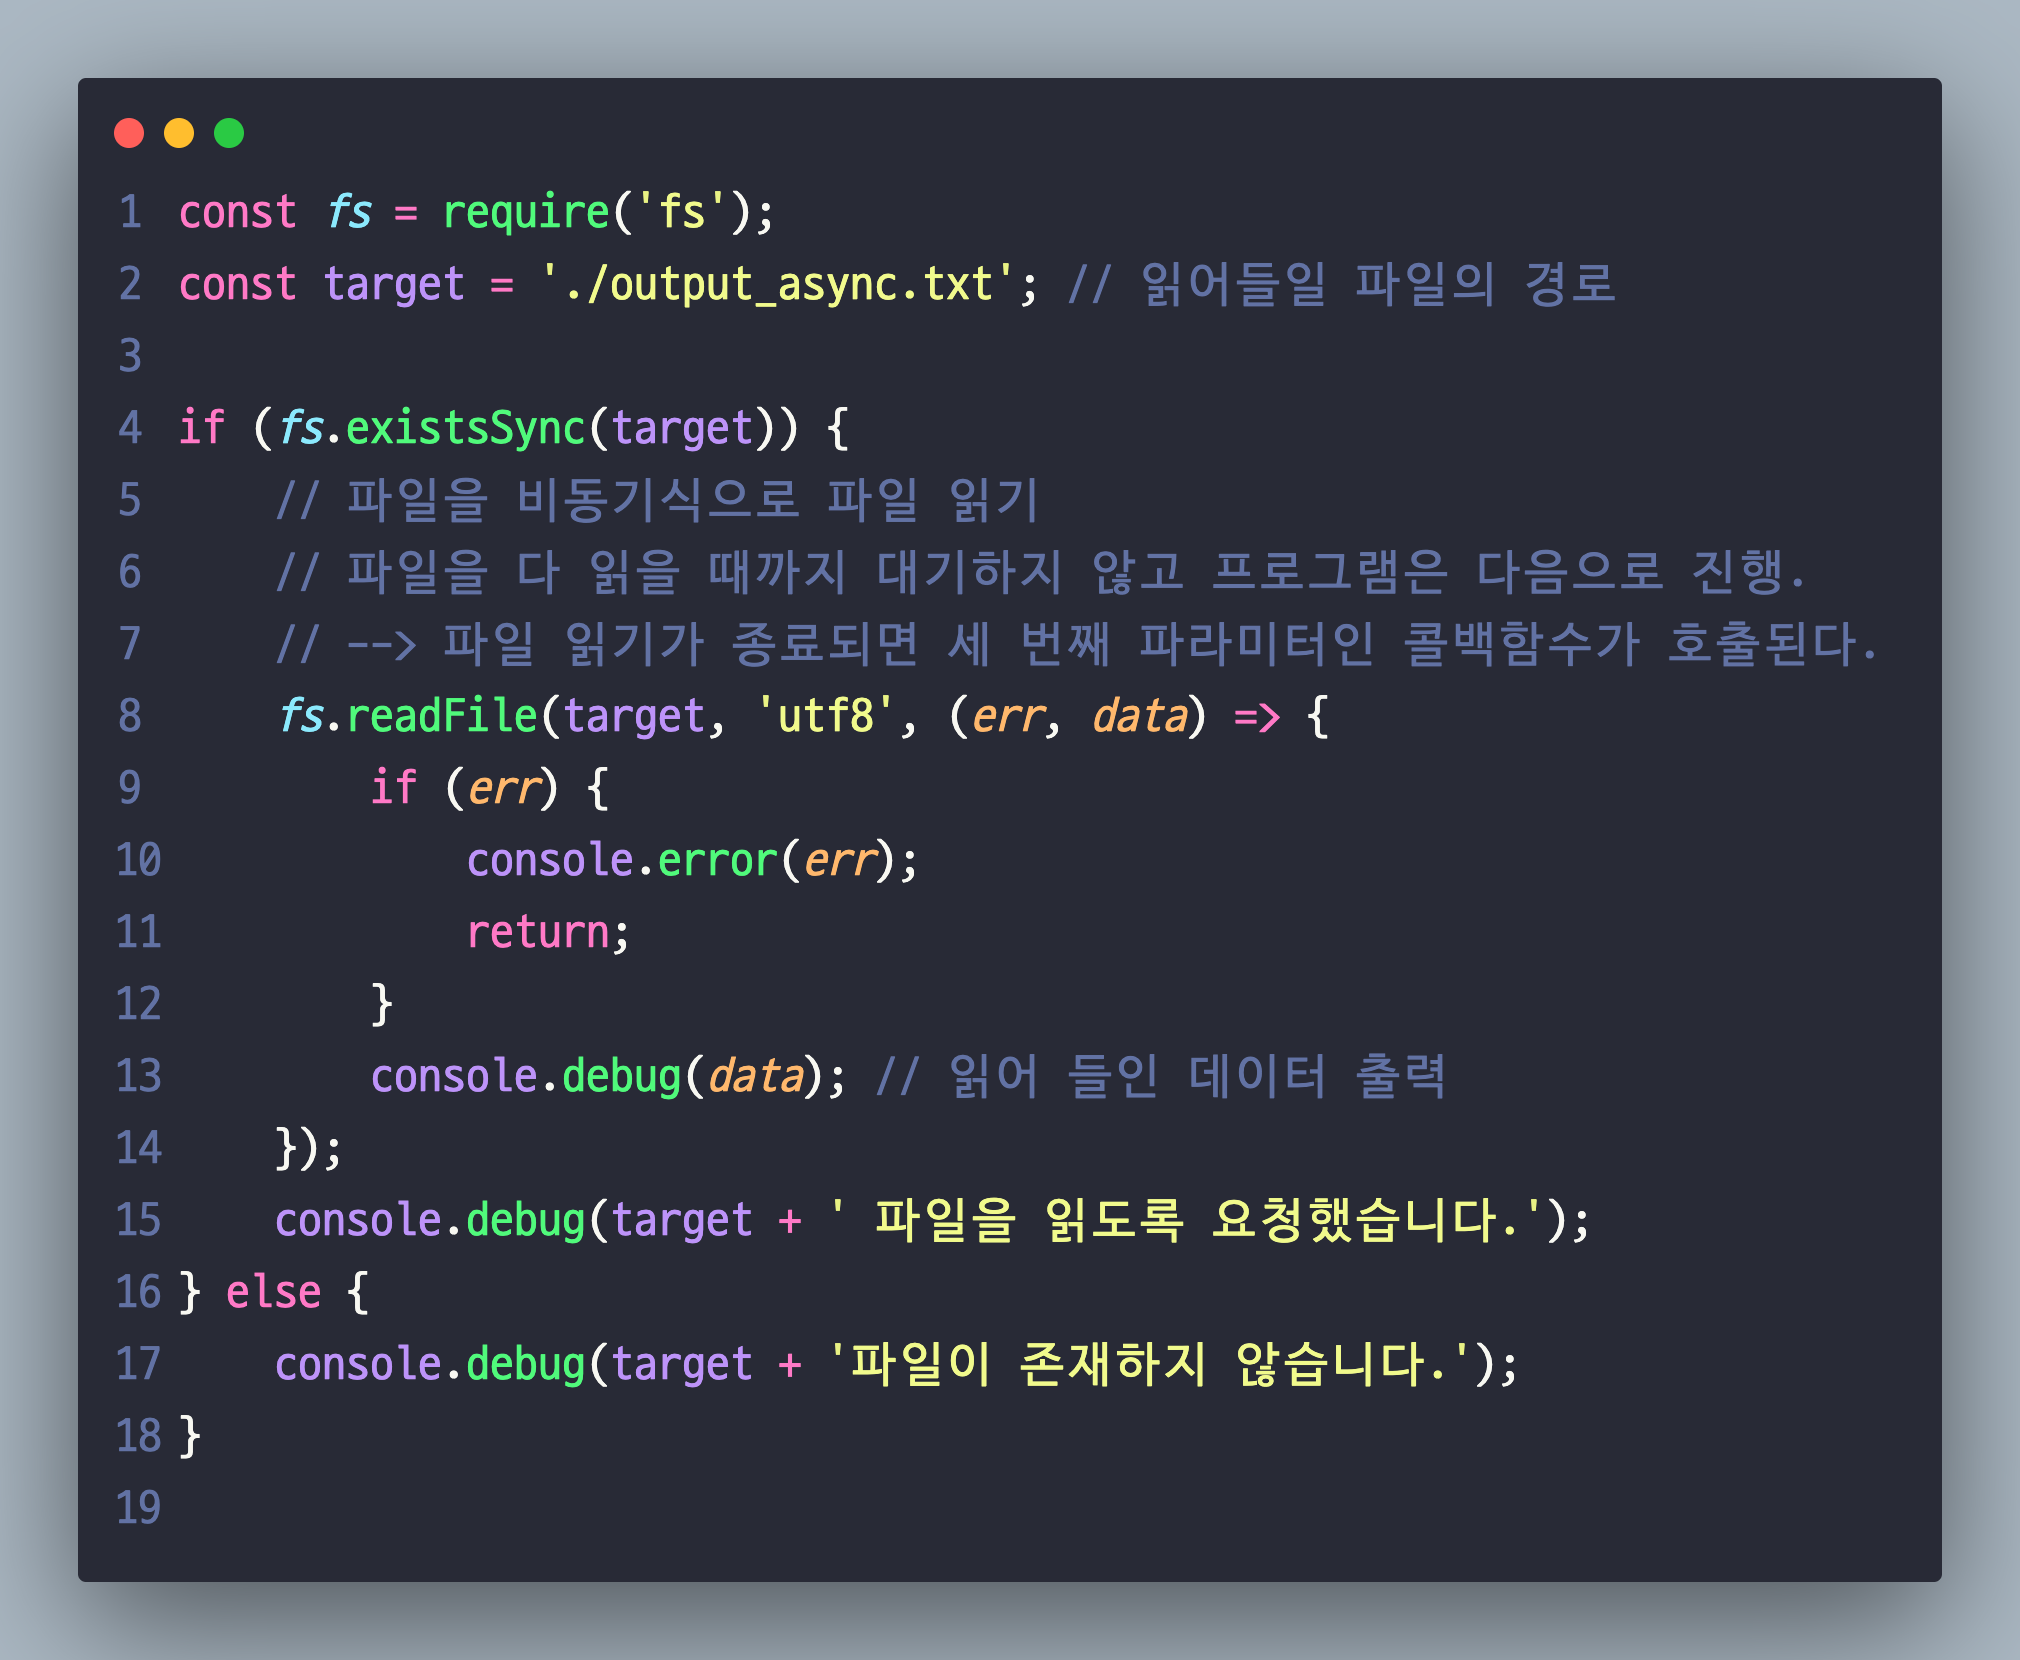 1 const fs = require('fs');
2 const target = './output_async.txt'; // 읽어들일 파일의 경로
3
4 if (fs.existsSync(target)) {
5     // 파일을 비동기식으로 파일 읽기
6     // 파일을 다 읽을 때까지 대기하지 않고 프로그램은 다음으로 진행.
7     // --> 파일 읽기가 종료되면 세 번째 파라미터인 콜백함수가 호출된다.
8     fs.readFile(target, 'utf8', (err, data) => {
9         if (err) {
10             console.error(err);
11             return;
12         }
13         console.debug(data); // 읽어 들인 데이터 출력
14     });
15     console.debug(target + ' 파일을 읽도록 요청했습니다.');
16 } else {
17     console.debug(target + '파일이 존재하지 않습니다.');
18 }
19